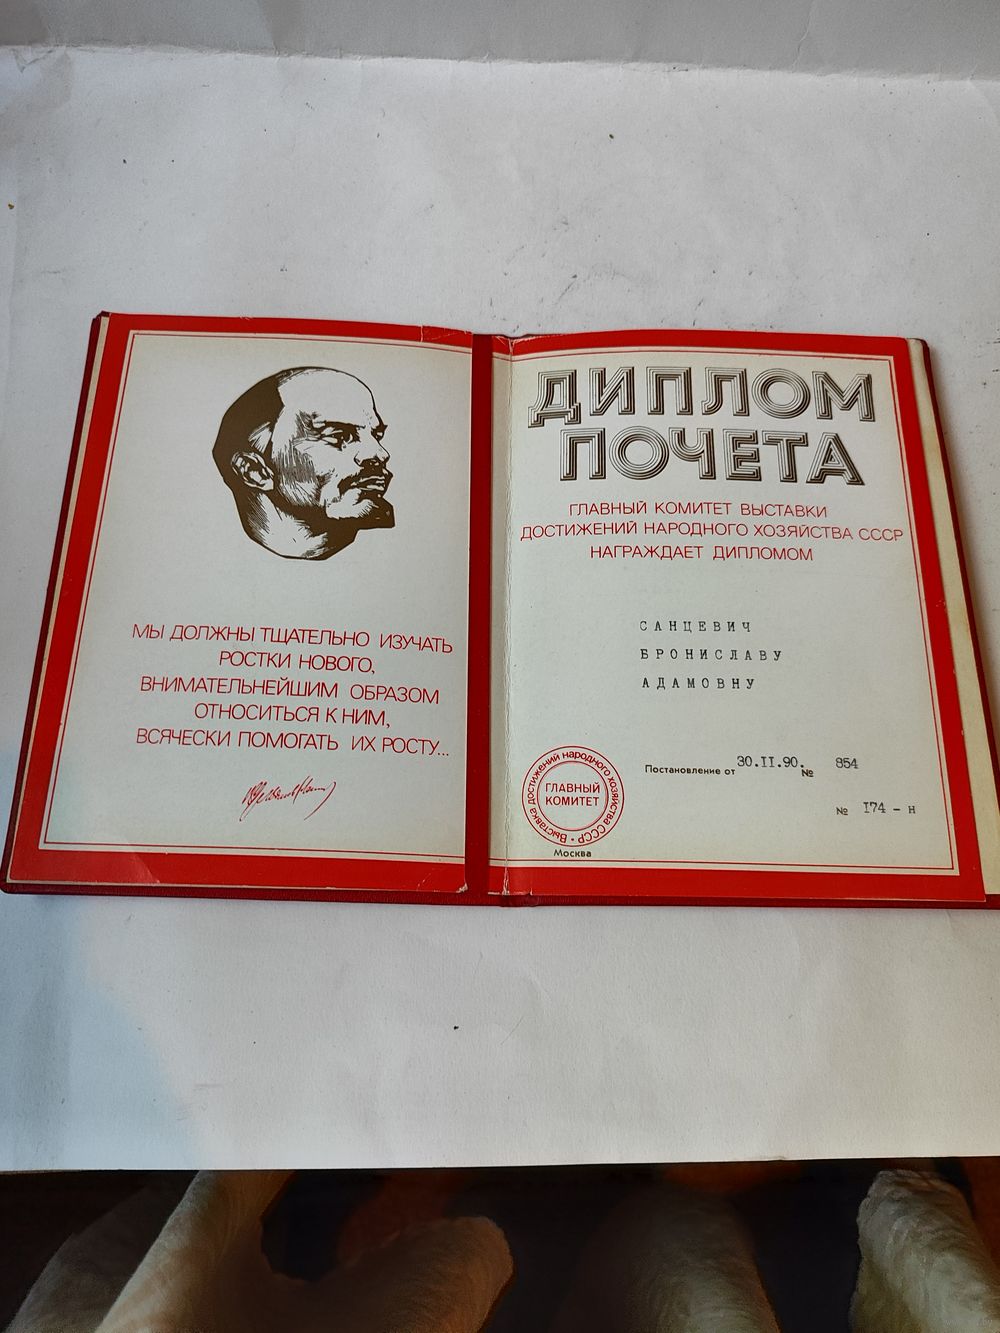 МЫ ДОЛЖНЫ ТЩАТЕЛЬНО ИЗУЧАТЬ
РОСТКИ НОВОГО,
ВНИМАТЕЛЬНЕЙШИМ ОБРАЗОМ
ОТНОСИТЬСЯ К НИМ,
ВСЯЧЕСКИ ПОМОГАТЬ ИХ РОСТУ...
ДИПЛОМ
ПОЧЕТА
ГЛАВНЫЙ КОМИТЕТ ВЫСТАВКИ
ДОСТИЖЕНИЙ НАРОДНОГО ХОЗЯЙСТВА СССР
НАГРАЖДАЕТ ДИПЛОМОМ
САНЦЕВИЧ
БРОНИСЛАВУ
АДАМОВНУ
Постановление от 30.II.90. № 854
№ I74 - н
Выставка достижений народного хозяйства СССР
ГЛАВНЫЙ
КОМИТЕТ
Москва